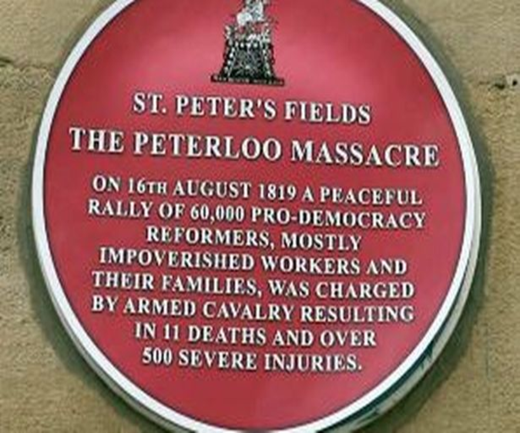 ST. PETER'S FIELDS
THE PETERLOO MASSACRE
ON 16TH AUGUST 1819 A PEACEFUL
RALLY OF 60,000 PRO-DEMOCRACY
REFORMERS, MOSTLY
IMPOVERISHED WORKERS AND
THEIR FAMILIES, WAS CHARGED
BY ARMED CAVALRY RESULTING
IN 11 DEATHS AND OVER
500 SEVERE INJURIES.